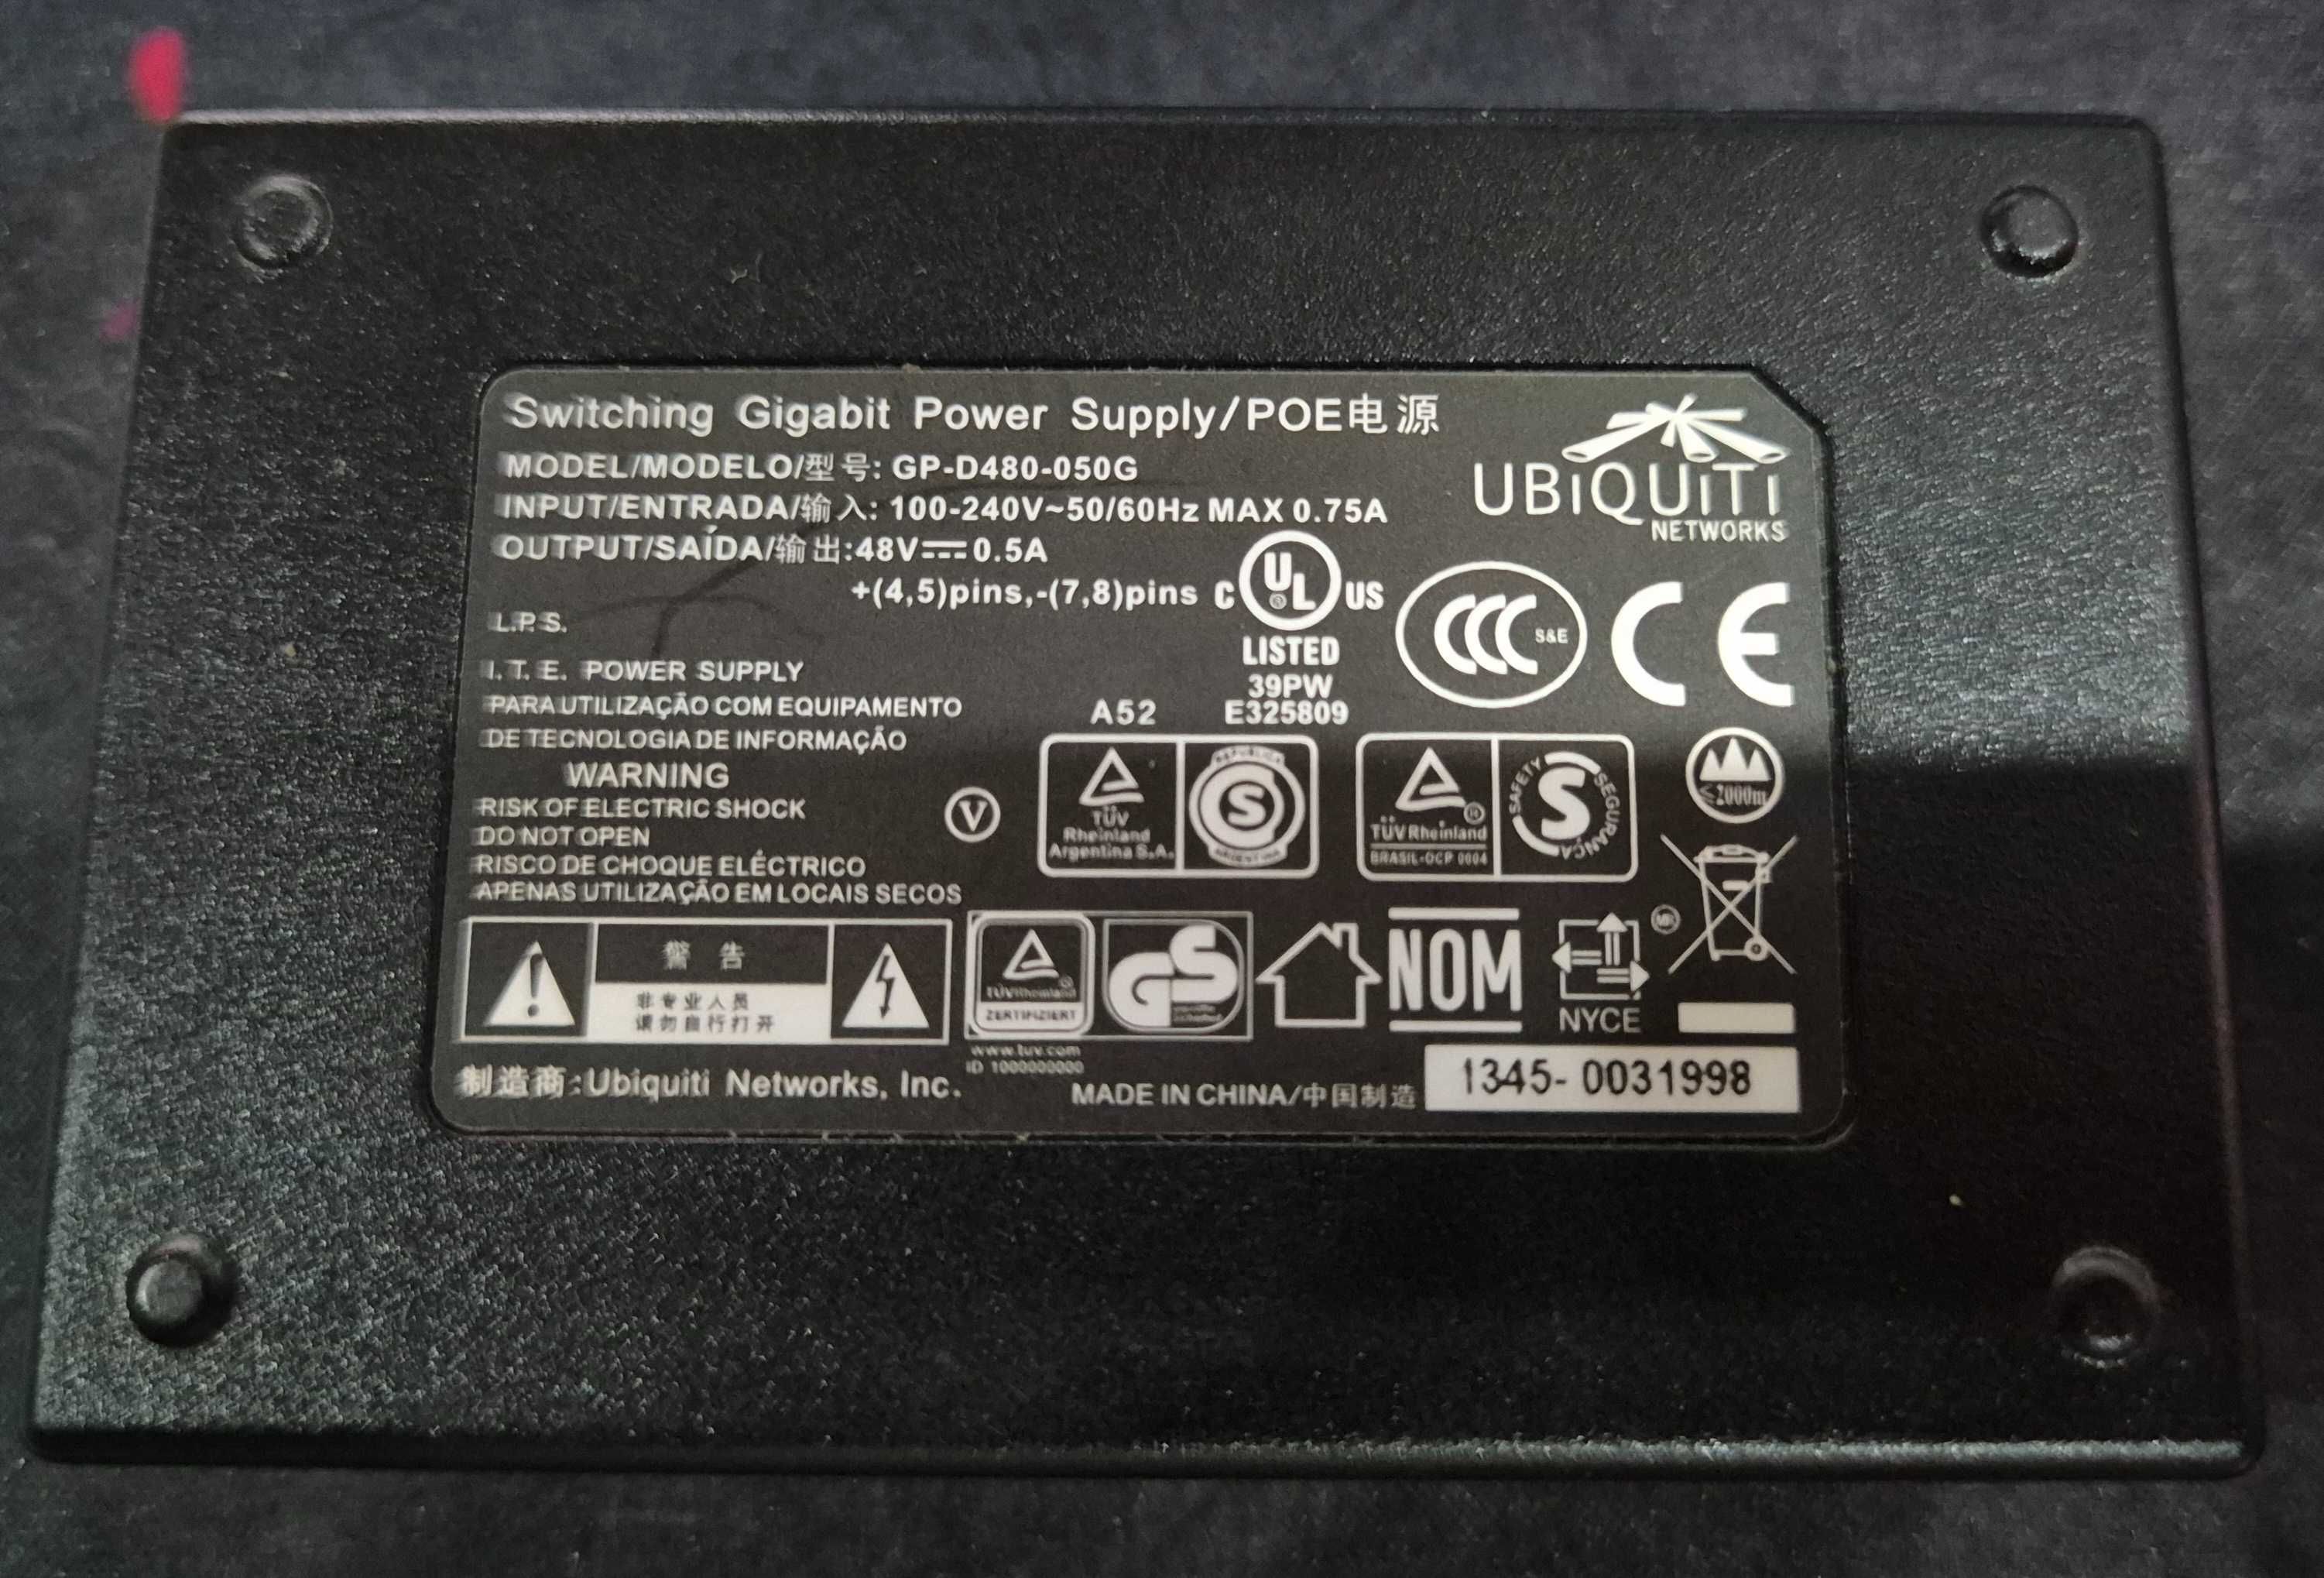 Switching Gigabit Power Supply/POE电源
UBiQUiTi
NETWORKS
MODEL/MODELO/型号: GP-D480-050G
INPUT/ENTRADA/输入: 100-240V~50/60Hz MAX 0.75A
OUTPUT/SAÍDA/输出:48V⎓0.5A
+(4,5)pins,-(7,8)pins
L.P.S.
C UL US
LISTED
39PW
E325809
CCC S&E
CE
I. T. E. POWER SUPPLY
PARA UTILIZAÇÃO COM EQUIPAMENTO
DE TECNOLOGIA DE INFORMAÇÃO
WARNING
RISK OF ELECTRIC SHOCK
DO NOT OPEN
RISCO DE CHOQUE ELÉCTRICO
APENAS UTILIZAÇÃO EM LOCAIS SECOS
V
A52
TÜV
Rheinland
Argentina S.A.
REPUBLICA
S
ARGENTINA
TÜV Rheinland
BRASIL-OCP 0004
SAFETY
S
SEGURANÇA
≤2000m
警 告
非专业人员
请勿自行打开
TÜVRheinland
ZERTIFIZIERT
GS
www.tuv.com
ID 1000000000
NOM
NYCE
制造商:Ubiquiti Networks, Inc.
MADE IN CHINA/中国制造
1345- 0031998